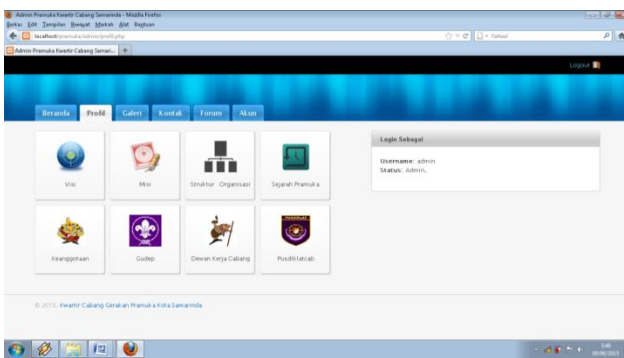 Admin Pramuka Kwartir Cabang Samarinda - Mozilla Firefox
Berkas Edit Tampilan Riwayat Markah Alat Bantuan
localhost/pramuka/admin/profil.php
Yahoo!
Admin Pramuka Kwartir Cabang Samari...
Logout
Beranda Profil Galeri Kontak Forum Akun
Login Sebagai
Username: admin
Status: Admin.
Visi Misi Struktur Organisasi Sejarah Pramuka
Keanggotaan Gudep Dewan Kerja Cabang Pusdiklatcab
Kwartir Cabang Gerakan Pramuka Kota Samarinda